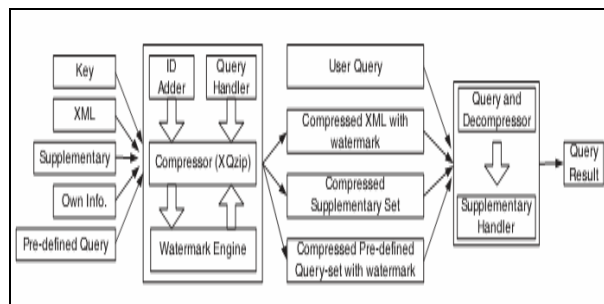 Key
XML
Supplementary
Own Info.
Pre-defined Query
ID
Adder
Query
Handler
Compressor (XQzip)
Watermark Engine
User Query
Compressed XML with
watermark
Compressed
Supplementary Set
Compressed Pre-defined
Query-set with watermark
Query and
Decompressor
Supplementary
Handler
Query
Result